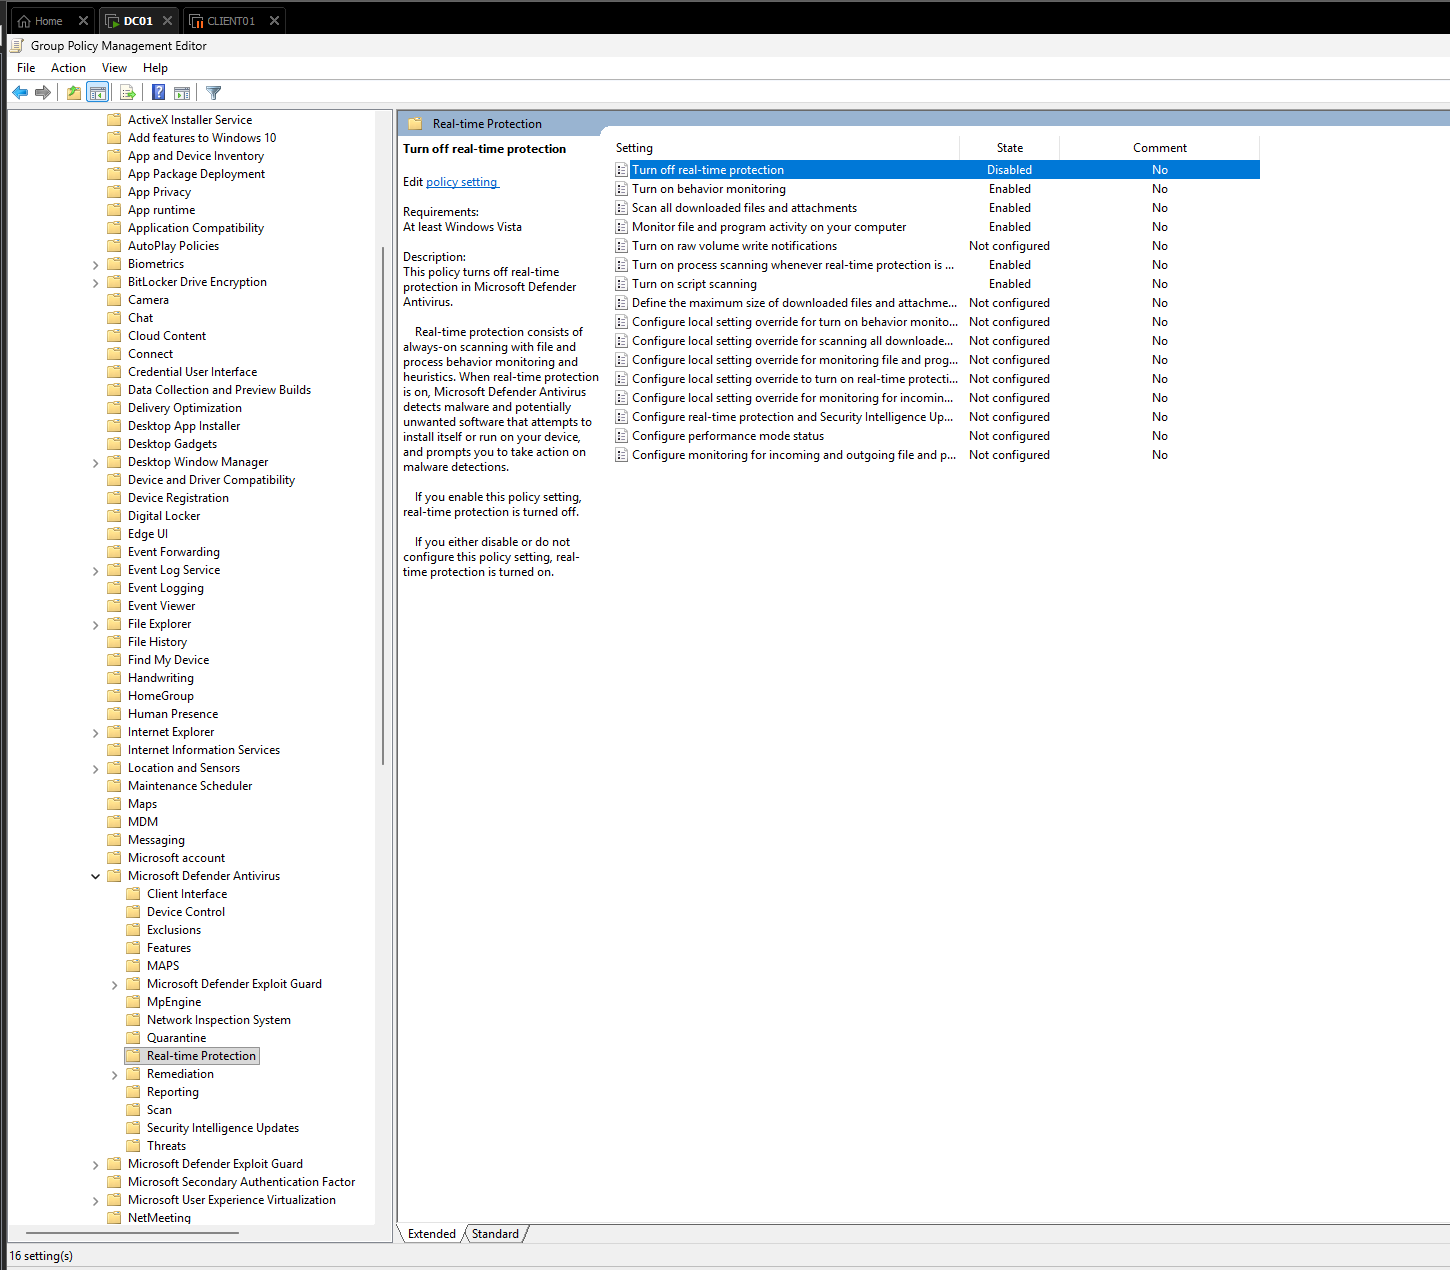 Home
DC01
CLIENT01
Group Policy Management Editor
File Action View Help
ActiveX Installer Service
Add features to Windows 10
App and Device Inventory
App Package Deployment
App Privacy
App runtime
Application Compatibility
AutoPlay Policies
Biometrics
BitLocker Drive Encryption
Camera
Chat
Cloud Content
Connect
Credential User Interface
Data Collection and Preview Builds
Delivery Optimization
Desktop App Installer
Desktop Gadgets
Desktop Window Manager
Device and Driver Compatibility
Device Registration
Digital Locker
Edge UI
Event Forwarding
Event Log Service
Event Logging
Event Viewer
File Explorer
File History
Find My Device
Handwriting
HomeGroup
Human Presence
Internet Explorer
Internet Information Services
Location and Sensors
Maintenance Scheduler
Maps
MDM
Messaging
Microsoft account
Microsoft Defender Antivirus
Client Interface
Device Control
Exclusions
Features
MAPS
Microsoft Defender Exploit Guard
MpEngine
Network Inspection System
Quarantine
Real-time Protection
Remediation
Reporting
Scan
Security Intelligence Updates
Threats
Microsoft Defender Exploit Guard
Microsoft Secondary Authentication Factor
Microsoft User Experience Virtualization
NetMeeting
Real-time Protection
Turn off real-time protection
Edit policy setting
Requirements:
At least Windows Vista
Description:
This policy turns off real-time
protection in Microsoft Defender
Antivirus.
Real-time protection consists of
always-on scanning with file and
process behavior monitoring and
heuristics. When real-time protection
is on, Microsoft Defender Antivirus
detects malware and potentially
unwanted software that attempts to
install itself or run on your device,
and prompts you to take action on
malware detections.
If you enable this policy setting,
real-time protection is turned off.
If you either disable or do not
configure this policy setting, real-
time protection is turned on.
Setting State Comment
Turn off real-time protection Disabled No
Turn on behavior monitoring Enabled No
Scan all downloaded files and attachments Enabled No
Monitor file and program activity on your computer Enabled No
Turn on raw volume write notifications Not configured No
Turn on process scanning whenever real-time protection is ... Enabled No
Turn on script scanning Enabled No
Define the maximum size of downloaded files and attachme... Not configured No
Configure local setting override for turn on behavior monito... Not configured No
Configure local setting override for scanning all downloade... Not configured No
Configure local setting override for monitoring file and prog... Not configured No
Configure local setting override to turn on real-time protecti... Not configured No
Configure local setting override for monitoring for incomin... Not configured No
Configure real-time protection and Security Intelligence Up... Not configured No
Configure performance mode status Not configured No
Configure monitoring for incoming and outgoing file and p... Not configured No
Extended Standard
16 setting(s)